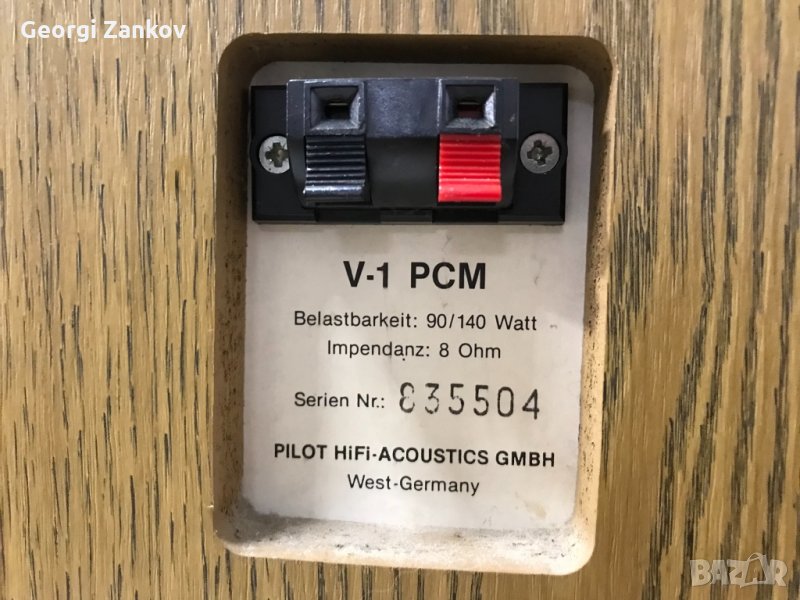 Georgi Zankov
V-1 PCM
Belastbarkeit: 90/140 Watt
Impendanz: 8 Ohm
Serien Nr.: 835504
PILOT HiFi-ACOUSTICS GMBH
West-Germany
BAZAR